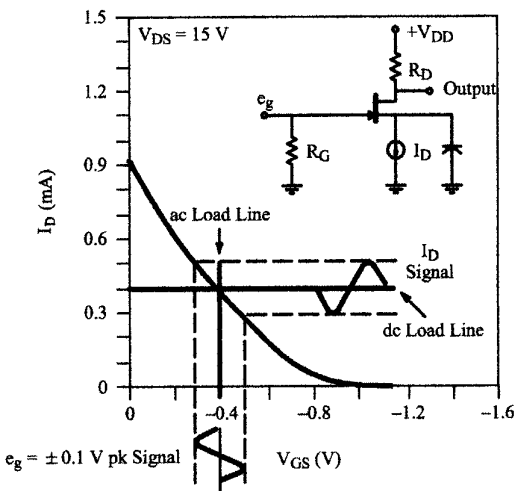 1.5
V_DS = 15 V
+V_DD
R_D
Output
e_g
R_G
I_D
1.2
0.9
I_D (mA)
ac Load Line
0.6
I_D
Signal
0.3
dc Load Line
0
0
−0.4
−0.8
−1.2
−1.6
e_g = ± 0.1 V pk Signal
V_GS (V)